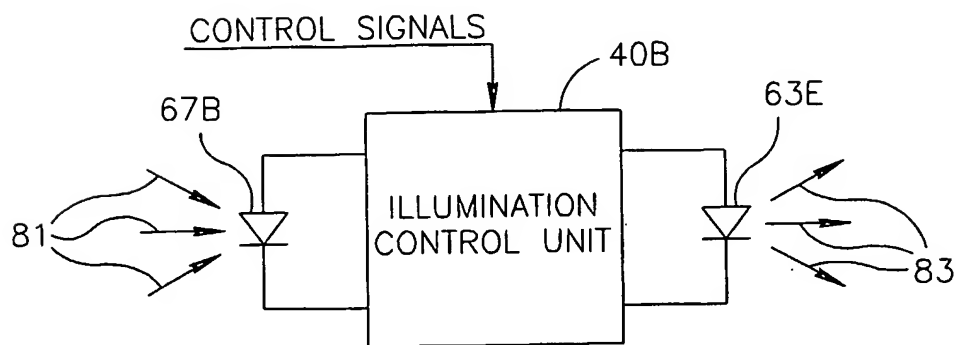 CONTROL SIGNALS
40B
67B
63E
81
ILLUMINATION
CONTROL UNIT
83